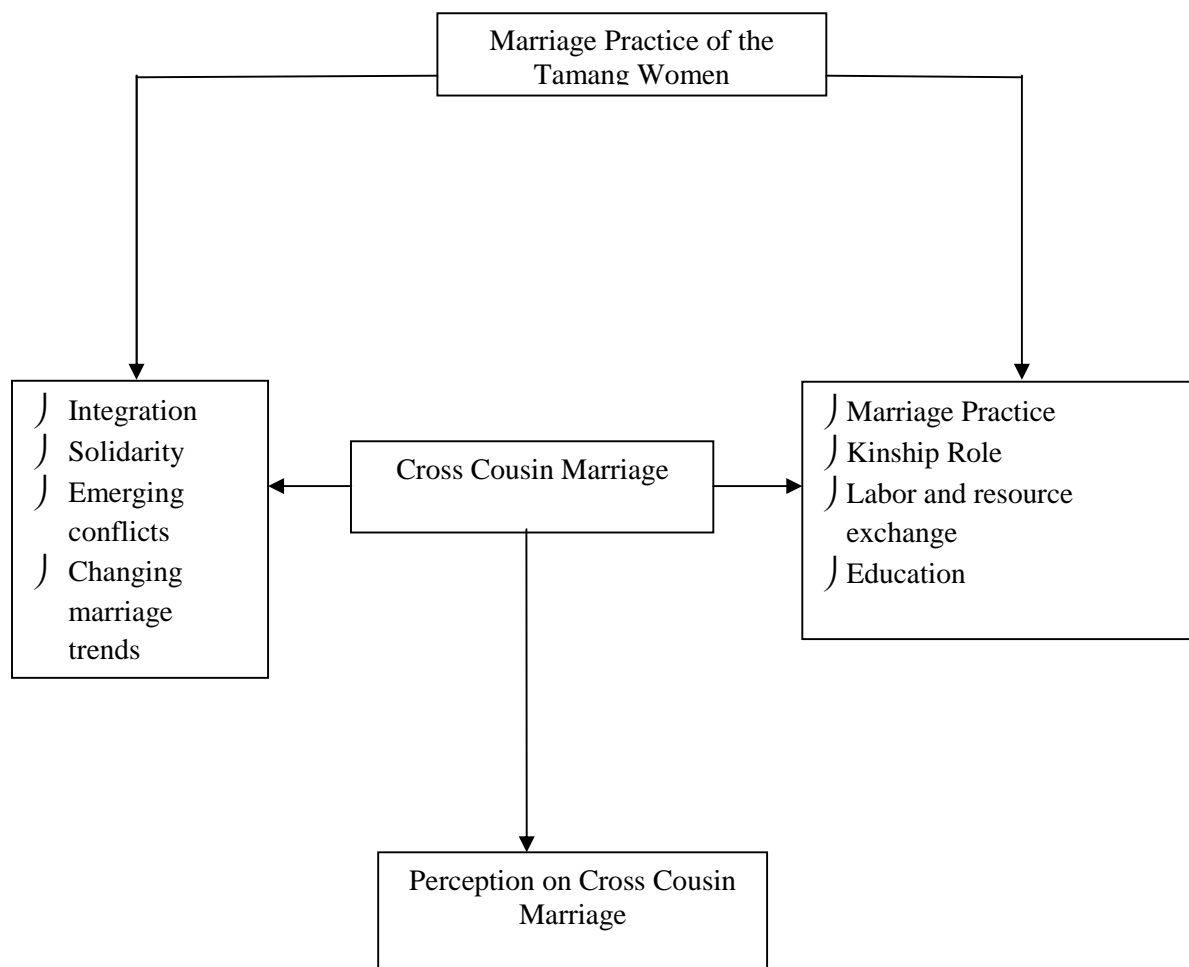 Marriage Practice of the
Tamang Women
Integration
Solidarity
Emerging
conflicts
Changing
marriage
trends
Cross Cousin Marriage
Marriage Practice
Kinship Role
Labor and resource
exchange
Education
Perception on Cross Cousin
Marriage